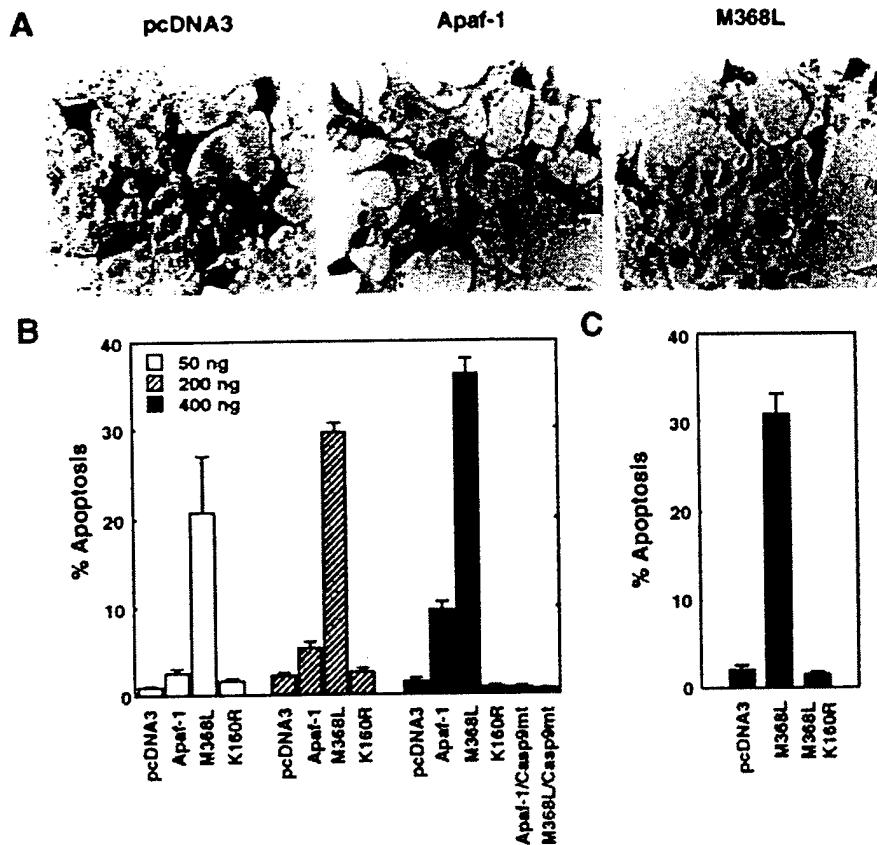 A
pcDNA3
Apaf-1
M368L
B
% Apoptosis
40
30
20
10
0
50 ng
200 ng
400 ng
pcDNA3
Apaf-1
M368L
K160R
pcDNA3
Apaf-1
M368L
K160R
pcDNA3
Apaf-1
M368L
K160R
Apaf-1/Casp9mt
M368L/Casp9mt
C
% Apoptosis
40
30
20
10
0
pcDNA3
M368L
M368L
K160R